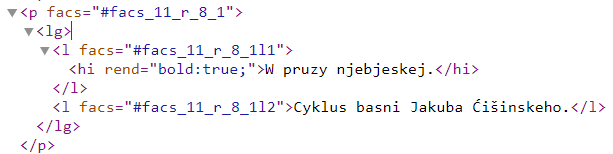 ▼<p facs="#facs_11_r_8_1">
▼<lg>
▼<l facs="#facs_11_r_8_1l1">
<hi rend="bold:true;">W pruzy njebjeskej.</hi>
</l>
<l facs="#facs_11_r_8_1l2">Cyklus basni Jakuba Ćišinskeho.</l>
</lg>
</p>